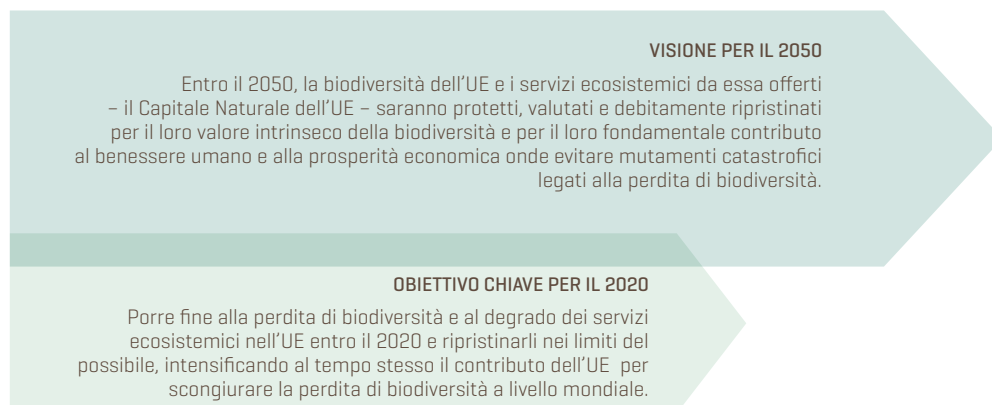 VISIONE PER IL 2050
Entro il 2050, la biodiversità dell’UE e i servizi ecosistemici da essa offerti
– il Capitale Naturale dell’UE – saranno protetti, valutati e debitamente ripristinati
per il loro valore intrinseco della biodiversità e per il loro fondamentale contributo
al benessere umano e alla prosperità economica onde evitare mutamenti catastrofici
legati alla perdita di biodiversità.
OBIETTIVO CHIAVE PER IL 2020
Porre fine alla perdita di biodiversità e al degrado dei servizi
ecosistemici nell’UE entro il 2020 e ripristinarli nei limiti del
possibile, intensificando al tempo stesso il contributo dell’UE per
scongiurare la perdita di biodiversità a livello mondiale.